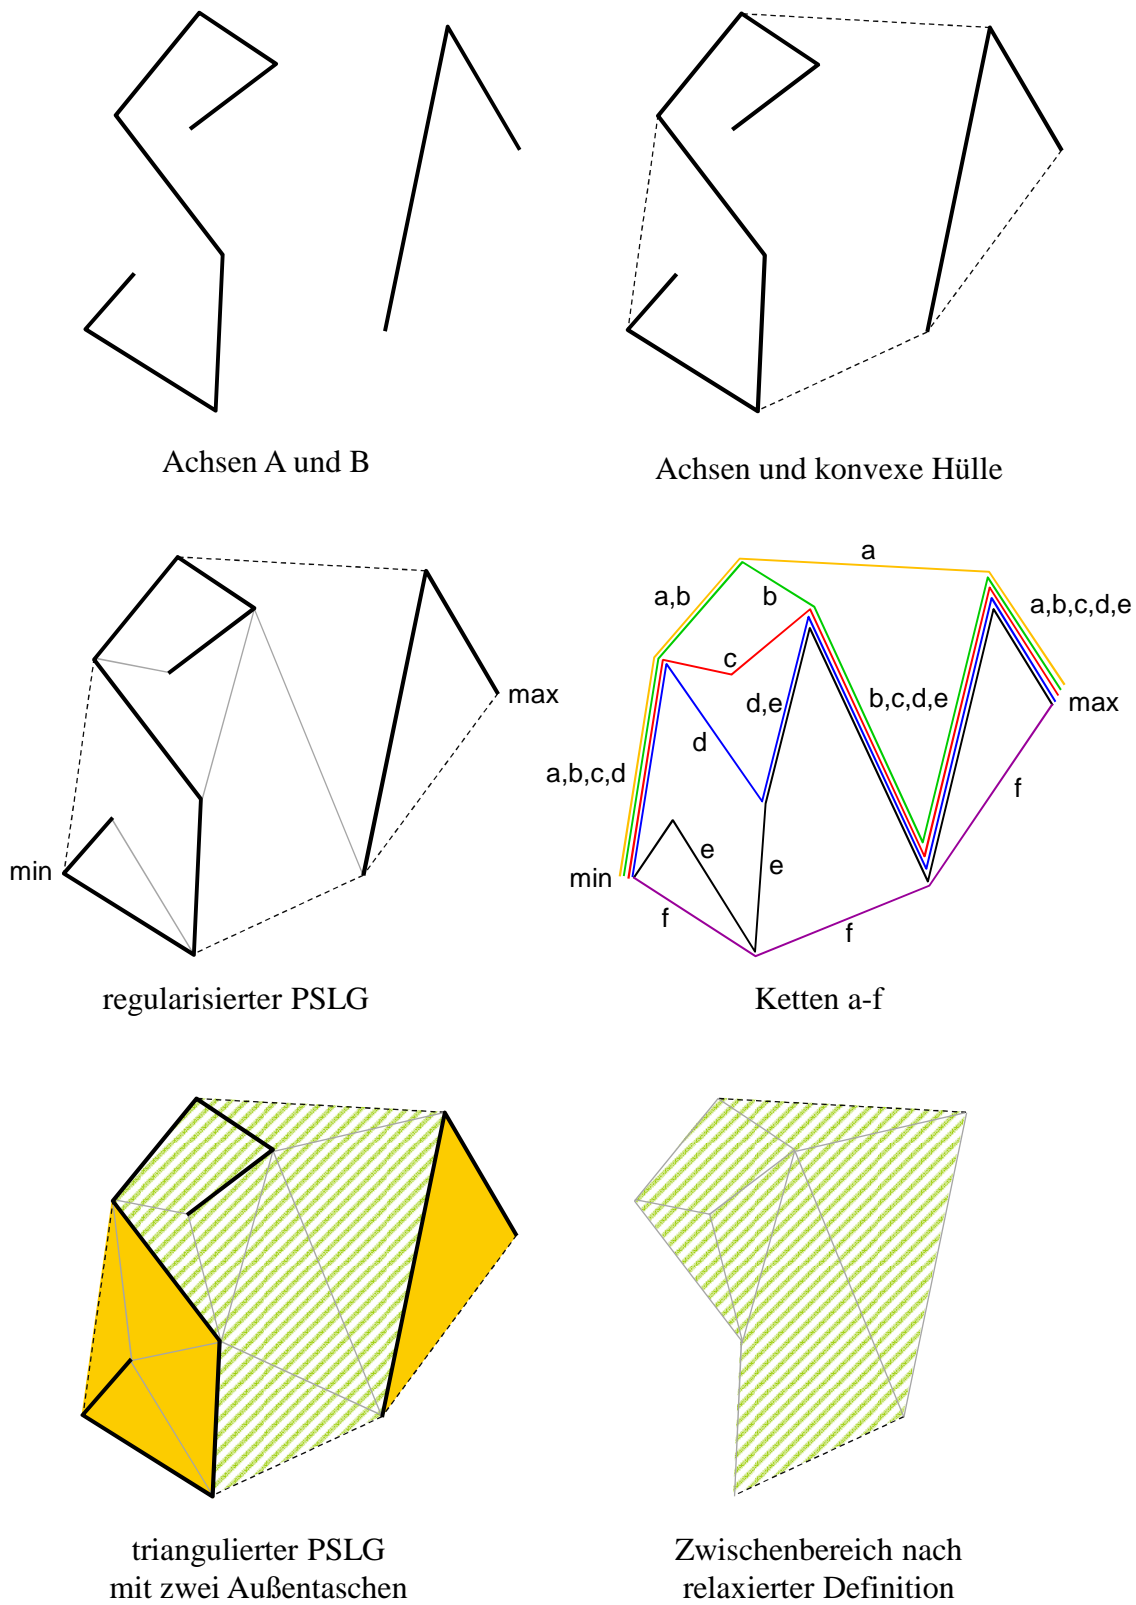 Achsen A und B
Achsen und konvexe Hülle
min
max
regularisierter PSLG
a
a,b
b
a,b,c,d,e
c
d,e
b,c,d,e
max
d
a,b,c,d
f
e
e
min
f
f
Ketten a-f
triangulierter PSLG
mit zwei Außentaschen
Zwischenbereich nach
relaxierter Definition